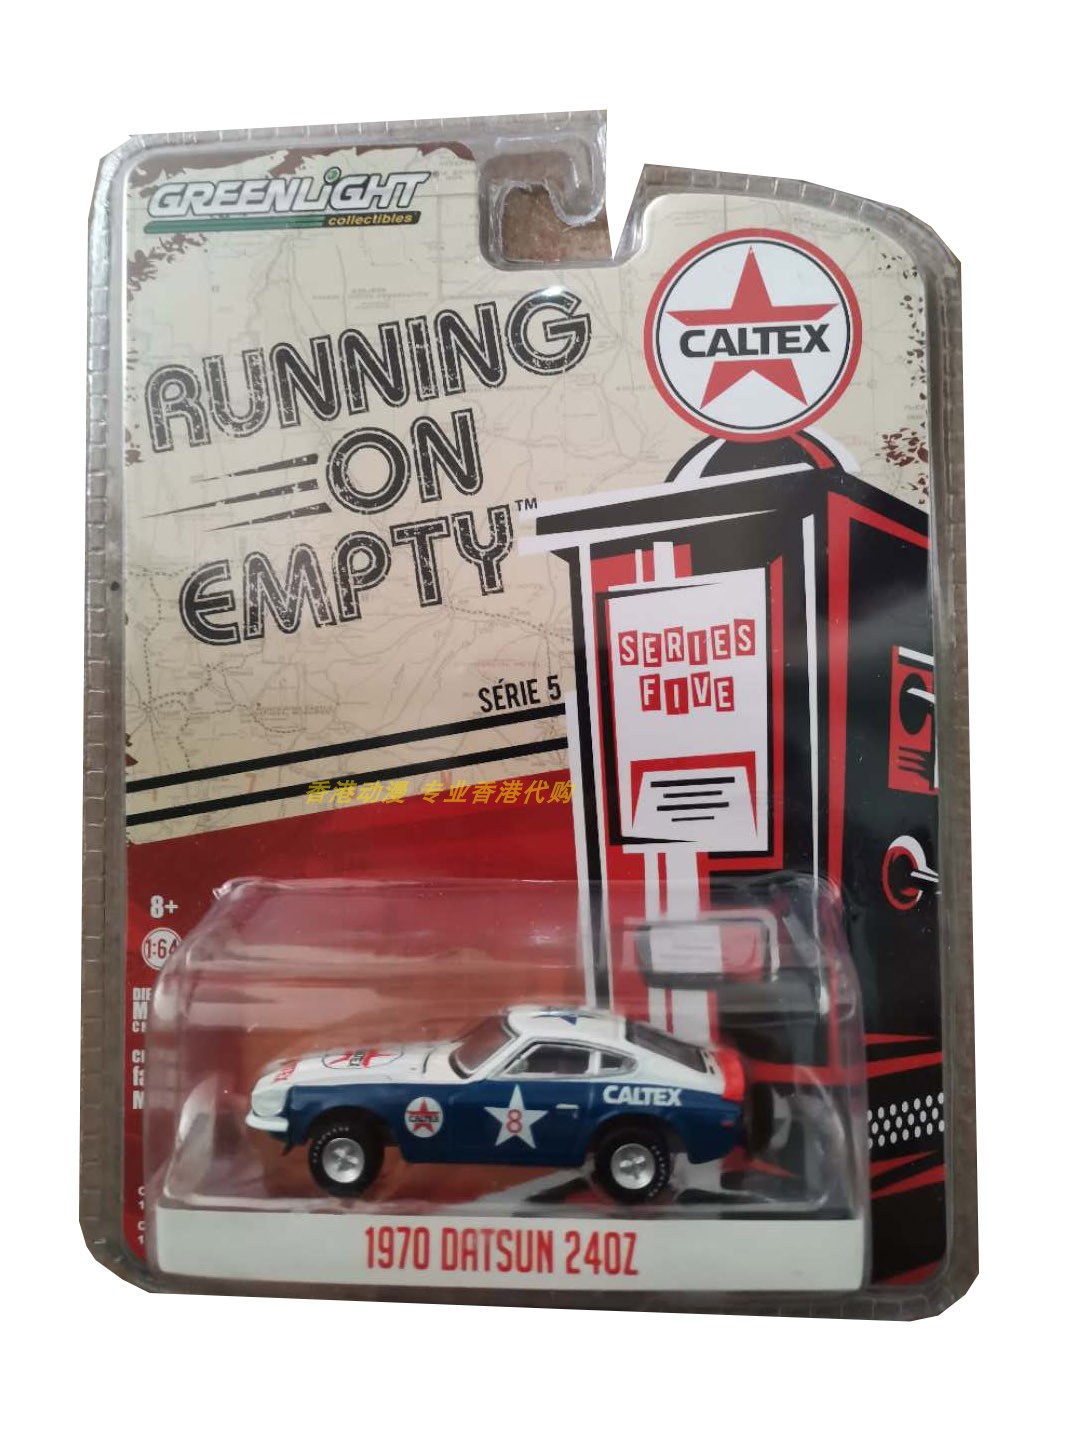 GREENLIGHT
collectibles
CALTEX
RUNNING
ON
EMPTY™
SERIES
FIVE
SÉRIE 5
香港动漫 专业香港代购
8+
1:64
CALTEX
8
CALTEX
1970 DATSUN 240Z